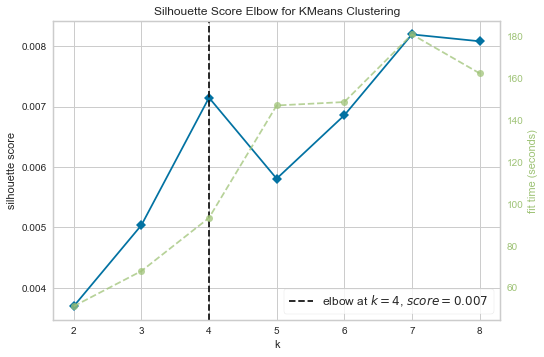 Silhouette Score Elbow for KMeans Clustering
silhouette score
0.008
0.007
0.006
0.005
0.004
180
160
140
120
100
80
60
fit time (seconds)
elbow at k = 4, score = 0.007
2 3 4 5 6 7 8
k